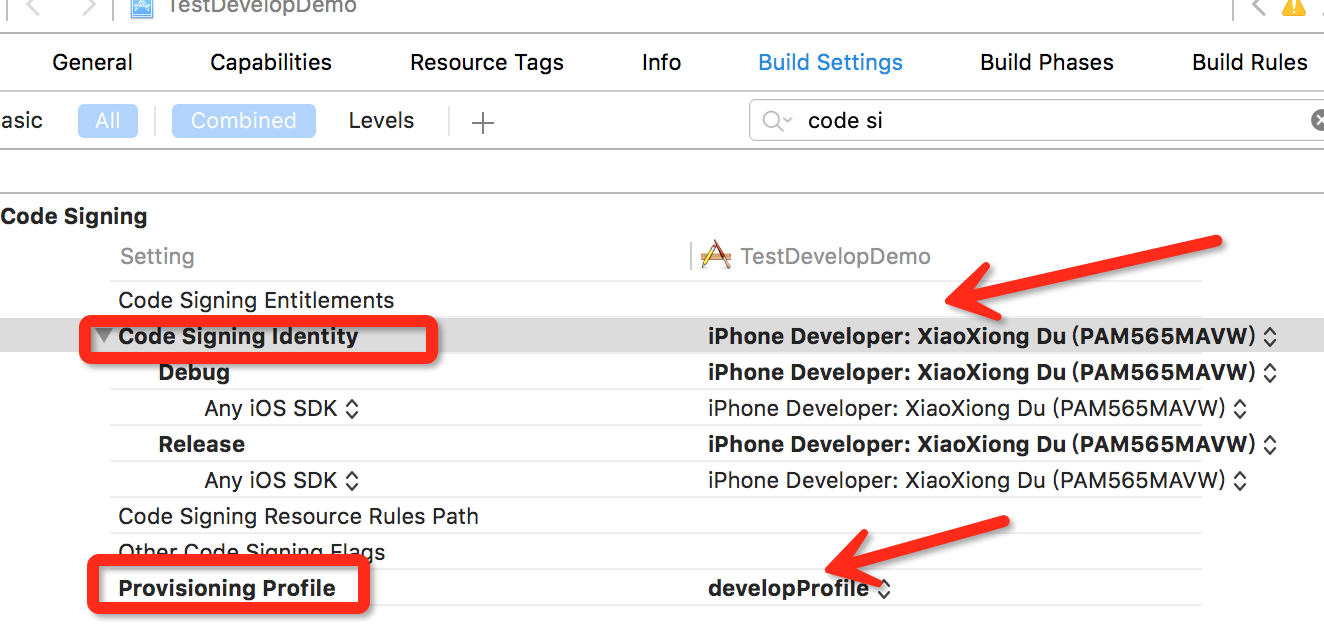 TestDevelopDemo
General Capabilities Resource Tags Info Build Settings Build Phases Build Rules
asic All Combined Levels + code si
Code Signing
Setting TestDevelopDemo
Code Signing Entitlements
Code Signing Identity iPhone Developer: XiaoXiong Du (PAM565MAVW)
Debug iPhone Developer: XiaoXiong Du (PAM565MAVW)
Any iOS SDK iPhone Developer: XiaoXiong Du (PAM565MAVW)
Release iPhone Developer: XiaoXiong Du (PAM565MAVW)
Any iOS SDK iPhone Developer: XiaoXiong Du (PAM565MAVW)
Code Signing Resource Rules Path
Other Code Signing Flags
Provisioning Profile developProfile